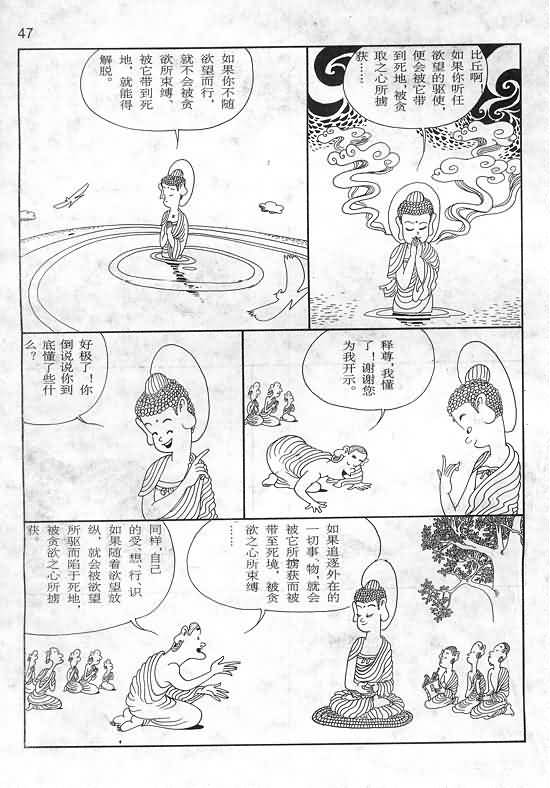 47
比丘啊！
如果你听任
欲望的驱使，
便会被它带
到死地，被贪
取之心所擒
获……
如果你不随
欲望而行，
就不会被贪
欲所束缚、
被它带到死
地，就能得
解脱。
释尊，我懂
了！谢谢您
为我开示。
好极了！你
倒说说你到
底懂了些什
么？
如果追逐外在的
一切事、物，就会
被它所擒获而被
带至死境，被贪
欲之心所束缚
……
同样，自己
的受、想、行、识
如果随着欲望放
纵，就会被欲望
所驱而陷于死地，
被贪欲之心所擒
获。